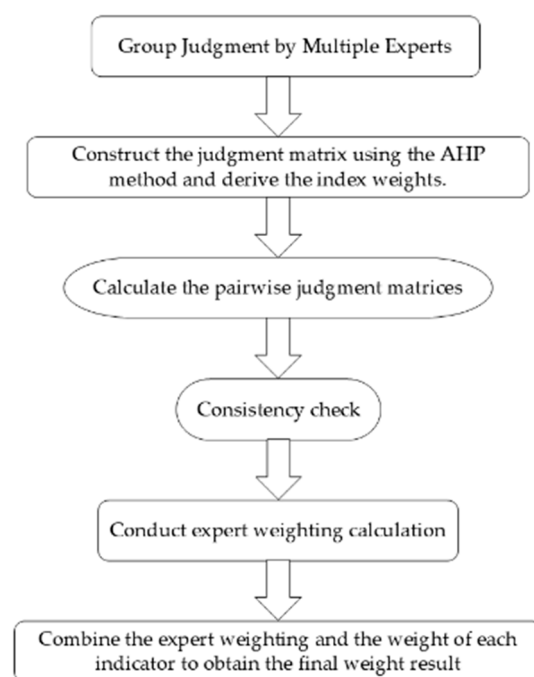 Group Judgment by Multiple Experts
Construct the judgment matrix using the AHP
method and derive the index weights.
Calculate the pairwise judgment matrices
Consistency check
Conduct expert weighting calculation
Combine the expert weighting and the weight of each
indicator to obtain the final weight result